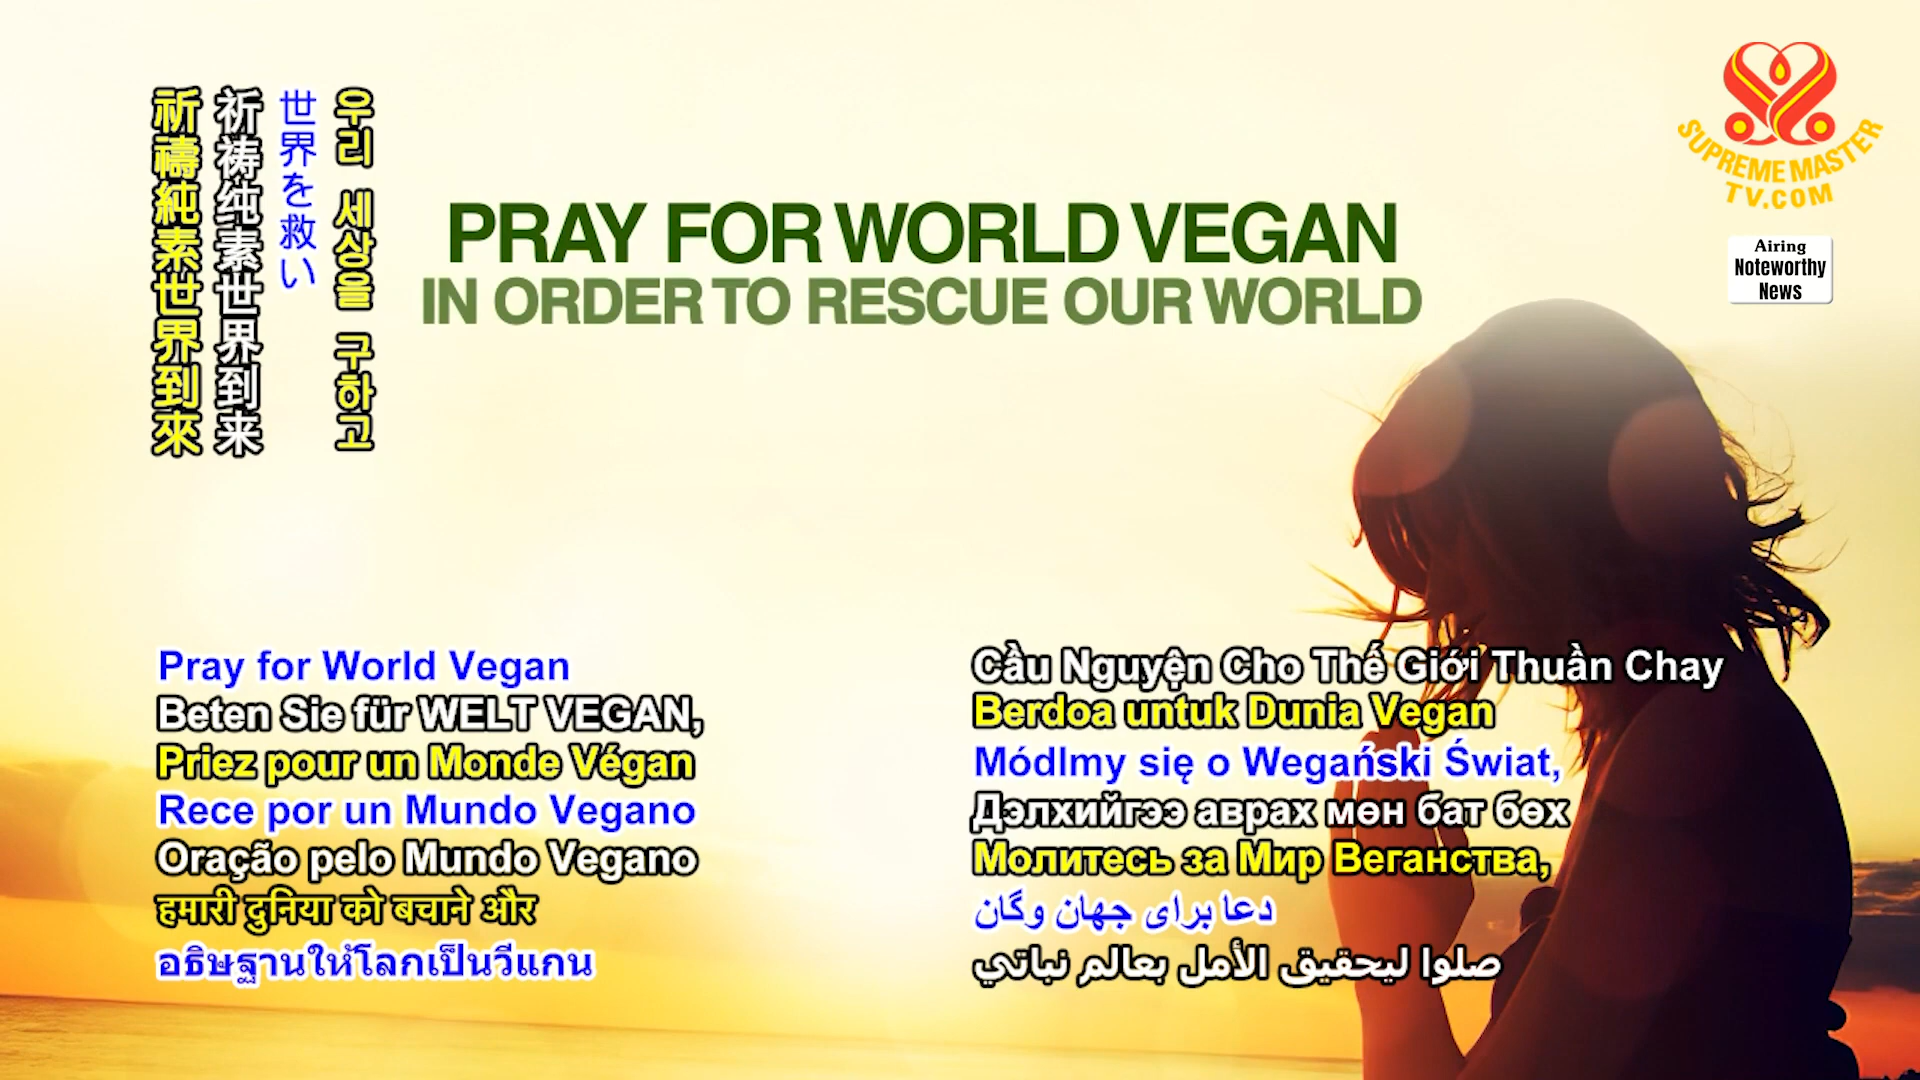 祈禱純素世界到來
祈祷纯素世界到来
世界を救い
우리 세상을 구하고
PRAY FOR WORLD VEGAN
IN ORDER TO RESCUE OUR WORLD
SUPREME MASTER
TV.COM
Airing
Noteworthy
News
Pray for World Vegan
Beten Sie für WELT VEGAN,
Priez pour un Monde Végan
Rece por un Mundo Vegano
Oração pelo Mundo Vegano
हमारी दुनिया को बचाने और
อธิษฐานให้โลกเป็นวีแกน
Cầu Nguyện Cho Thế Giới Thuần Chay
Berdoa untuk Dunia Vegan
Módlmy się o Wegański Świat,
Дэлхийгээ аврах мөн бат бөх
Молитесь за Мир Веганства,
دعا برای جهان وگان
صلوا ليحقيق الأمل بعالم نباتي